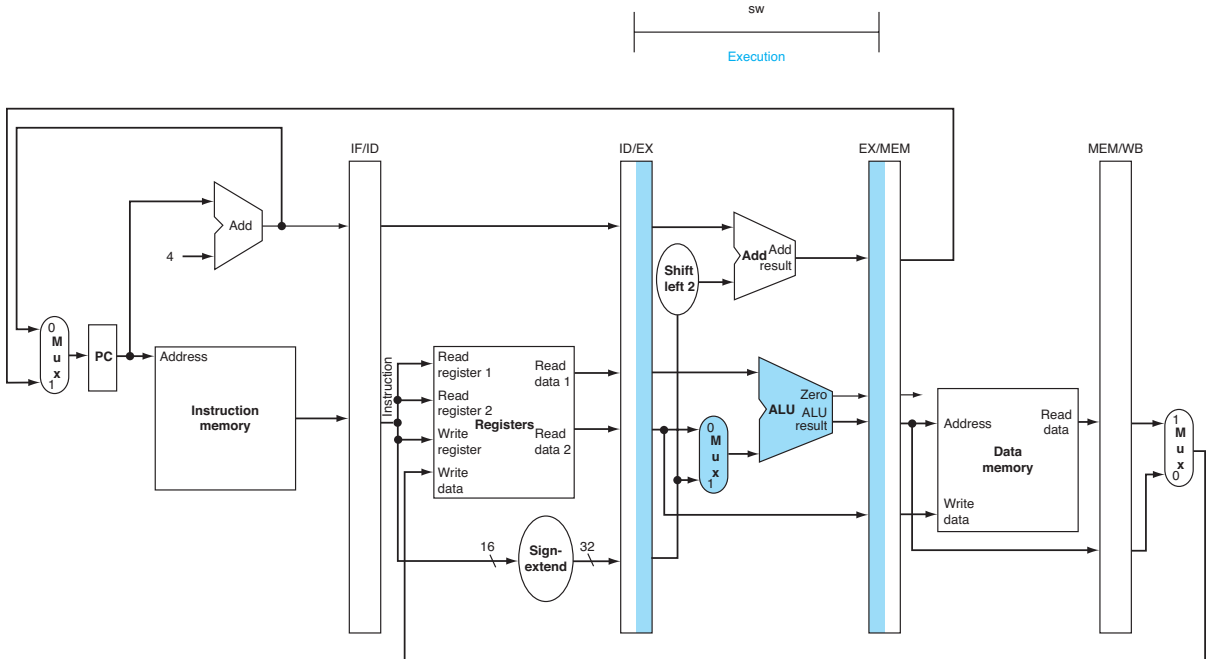 sw
Execution
IF/ID
ID/EX
EX/MEM
MEM/WB
Add
4
Shift
left 2
Add
Add
result
0
M
u
x
1
PC
Address
Instruction
memory
Instruction
Read
register 1
Read
register 2
Write
register
Write
data
Registers
Read
data 1
Read
data 2
16
Sign-
extend
32
0
M
u
x
1
Zero
ALU
ALU
result
Address
Read
data
Data
memory
Write
data
1
M
u
x
0